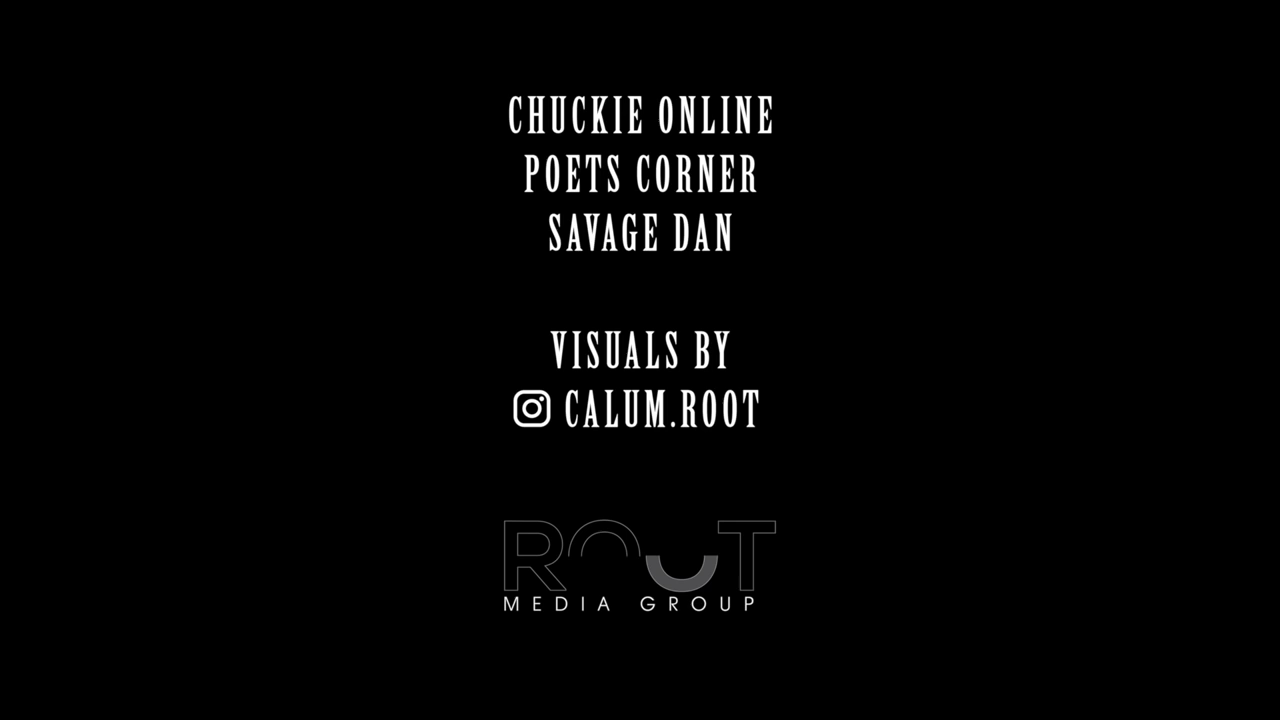 CHUCKIE ONLINE
POETS CORNER
SAVAGE DAN
VISUALS BY
CALUM.ROOT
ROOT
MEDIA GROUP